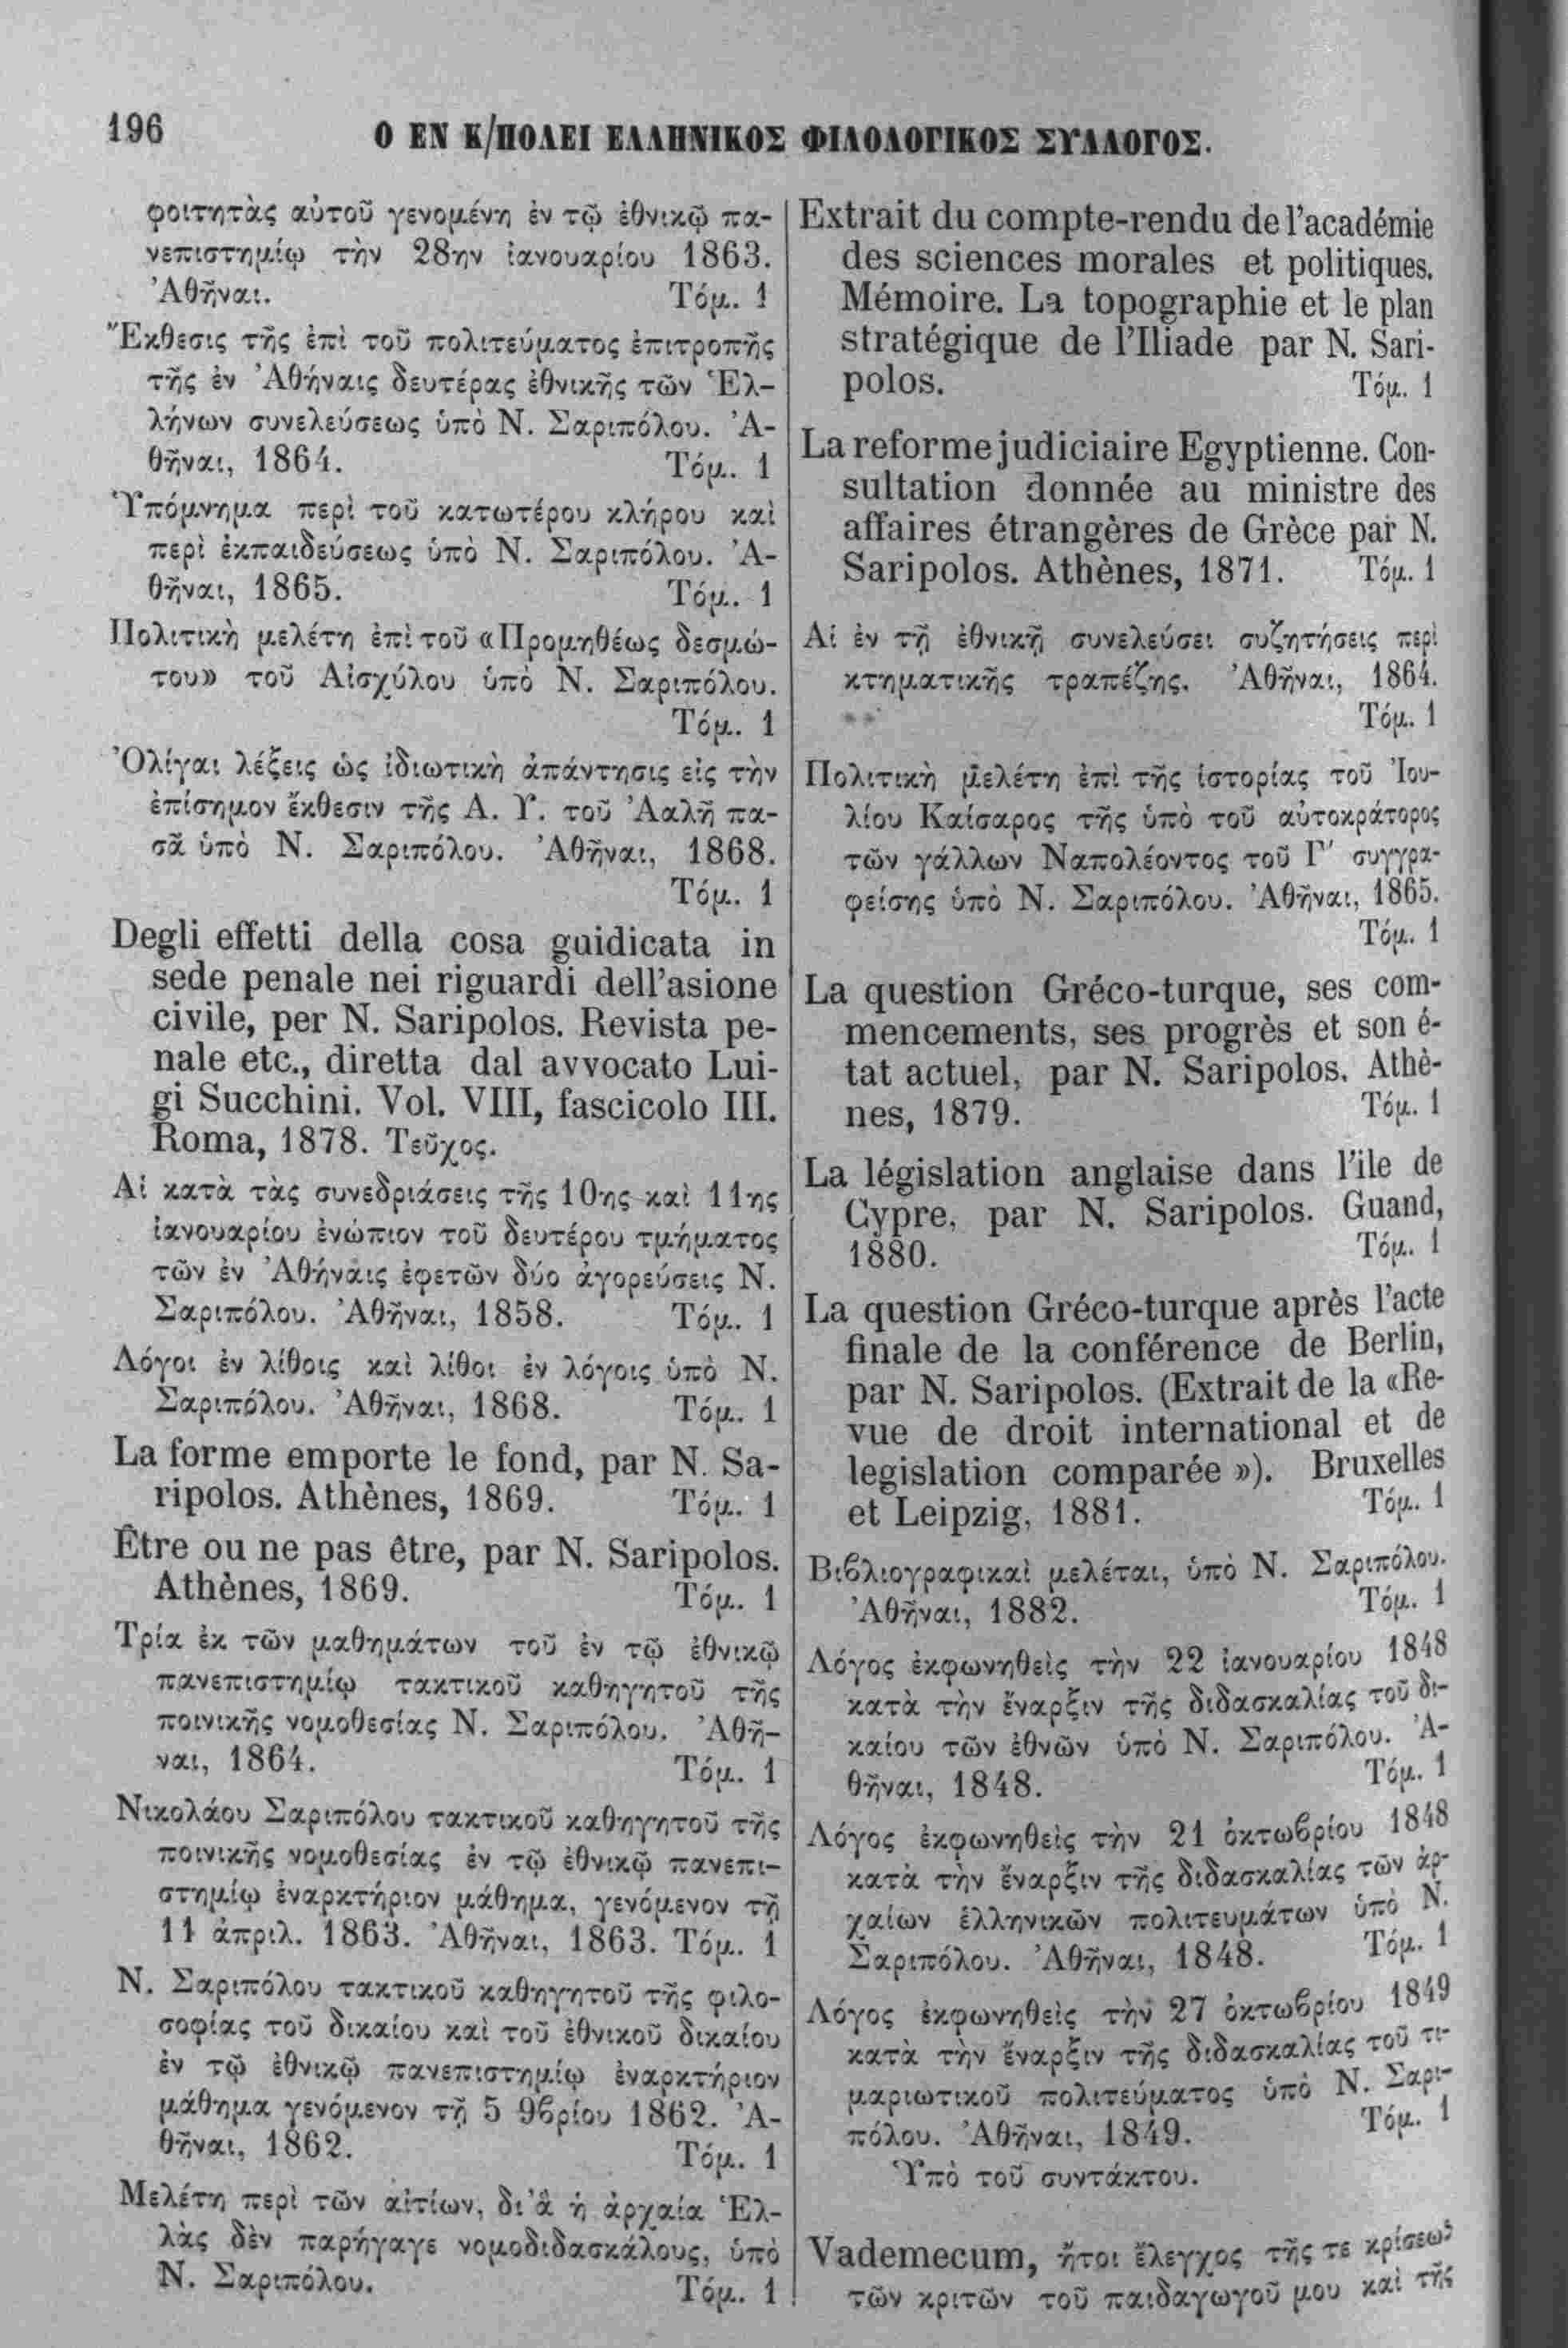 196
Ο ΕΝ Κ/ΠΟΛΕΙ ΕΛΛΗΝΙΚΟΣ ΦΙΛΟΛΟΓΙΚΟΣ ΣΥΛΛΟΓΟΣ.
φοιτητὰς αὐτοῦ γενομένη ἐν τῷ ἐθνικῷ πα-
νεπιστημίῳ τὴν 28ην ἰανουαρίου 1863.
Ἀθῆναι. Τόμ. 1
Ἔκθεσις τῆς ἐπὶ τοῦ πολιτεύματος ἐπιτροπῆς
τῆς ἐν Ἀθήναις δευτέρας ἐθνικῆς τῶν Ἑλ-
λήνων συνελεύσεως ὑπὸ Ν. Σαριπόλου. Ἀ-
θῆναι, 1864. Τόμ. 1
Ὑπόμνημα περὶ τοῦ κατωτέρου κλήρου καὶ
περὶ ἐκπαιδεύσεως ὑπὸ Ν. Σαριπόλου. Ἀ-
θῆναι, 1865. Τόμ. 1
Πολιτικὴ μελέτη ἐπὶ τοῦ «Προμηθέως δεσμώ-
του» τοῦ Αἰσχύλου ὑπὸ Ν. Σαριπόλου.
Τόμ. 1
Ὀλίγαι λέξεις ὡς ἰδιωτικὴ ἀπάντησις εἰς τὴν
ἐπίσημον ἔκθεσιν τῆς Α. Υ. τοῦ Ἀαλῆ πα-
σᾶ ὑπὸ Ν. Σαριπόλου. Ἀθῆναι, 1868.
Τόμ. 1
Degli effetti della cosa guidicata in
sede penale nei riguardi dell'asione
civile, per N. Saripolos. Revista pe-
nale etc., diretta dal avvocato Lui-
gi Succhini. Vol. VIII, fascicolo III.
Roma, 1878. Τεῦχος.
Αἱ κατὰ τὰς συνεδριάσεις τῆς 10ης καὶ 11ης
ἰανουαρίου ἐνώπιον τοῦ δευτέρου τμήματος
τῶν ἐν Ἀθήναις ἐφετῶν δύο ἀγορεύσεις Ν.
Σαριπόλου. Ἀθῆναι, 1858. Τόμ. 1
Λόγοι ἐν λίθοις καὶ λίθοι ἐν λόγοις ὑπὸ Ν.
Σαριπόλου. Ἀθῆναι, 1868. Τόμ. 1
La forme emporte le fond, par N. Sa-
ripolos. Athènes, 1869. Τόμ. 1
Être ou ne pas être, par N. Saripolos.
Athènes, 1869. Τόμ. 1
Τρία ἐκ τῶν μαθημάτων τοῦ ἐν τῷ ἐθνικῷ
πανεπιστημίῳ τακτικοῦ καθηγητοῦ τῆς
ποινικῆς νομοθεσίας Ν. Σαριπόλου. Ἀθῆ-
ναι, 1864. Τόμ. 1
Νικολάου Σαριπόλου τακτικοῦ καθηγητοῦ τῆς
ποινικῆς νομοθεσίας ἐν τῷ ἐθνικῷ πανεπι-
στημίῳ ἐναρκτήριον μάθημα, γενόμενον τῇ
11 ἀπριλ. 1863. Ἀθῆναι, 1863. Τόμ. 1
Ν. Σαριπόλου τακτικοῦ καθηγητοῦ τῆς φιλο-
σοφίας τοῦ δικαίου καὶ τοῦ ἐθνικοῦ δικαίου
ἐν τῷ ἐθνικῷ πανεπιστημίῳ ἐναρκτήριον
μάθημα γενόμενον τῇ 5 9βρίου 1862. Ἀ-
θῆναι, 1862. Τόμ. 1
Μελέτη περὶ τῶν αἰτίων, δι' ἃ ἡ ἀρχαία Ἑλ-
λὰς δὲν παρήγαγε νομοδιδασκάλους, ὑπὸ
Ν. Σαριπόλου. Τόμ. 1
Extrait du compte-rendu de l'académie
des sciences morales et politiques.
Mémoire. La topographie et le plan
stratégique de l'Iliade par N. Sari-
polos. Τόμ. 1
La reforme judiciaire Egyptienne. Con-
sultation donnée au ministre des
affaires étrangères de Grèce par N.
Saripolos. Athènes, 1871. Τόμ. 1
Αἱ ἐν τῇ ἐθνικῇ συνελεύσει συζητήσεις περὶ
κτηματικῆς τραπέζης. Ἀθῆναι, 1864.
Τόμ. 1
Πολιτικὴ μελέτη ἐπὶ τῆς ἱστορίας τοῦ Ἰου-
λίου Καίσαρος τῆς ὑπὸ τοῦ αὐτοκράτορος
τῶν γάλλων Ναπολέοντος τοῦ Γ' συγγρα-
φείσης ὑπὸ Ν. Σαριπόλου. Ἀθῆναι, 1865.
Τόμ. 1
La question Gréco-turque, ses com-
mencements, ses progrès et son é-
tat actuel, par N. Saripolos. Athè-
nes, 1879. Τόμ. 1
La législation anglaise dans l'ile de
Cypre, par N. Saripolos. Guand,
1880. Τόμ. 1
La question Gréco-turque après l'acte
finale de la conférence de Berlin,
par N. Saripolos. (Extrait de la «Re-
vue de droit international et de
legislation comparée»). Bruxelles
et Leipzig, 1881. Τόμ. 1
Βιβλιογραφικαὶ μελέται, ὑπὸ Ν. Σαριπόλου.
Ἀθῆναι, 1882. Τόμ. 1
Λόγος ἐκφωνηθεὶς τὴν 22 ἰανουαρίου 1848
κατὰ τὴν ἔναρξιν τῆς διδασκαλίας τοῦ δι-
καίου τῶν ἐθνῶν ὑπὸ Ν. Σαριπόλου. Ἀ-
θῆναι, 1848. Τόμ. 1
Λόγος ἐκφωνηθεὶς τὴν 21 ὀκτωβρίου 1848
κατὰ τὴν ἔναρξιν τῆς διδασκαλίας τῶν ἀρ-
χαίων ἑλληνικῶν πολιτευμάτων ὑπὸ Ν.
Σαριπόλου. Ἀθῆναι, 1848. Τόμ. 1
Λόγος ἐκφωνηθεὶς τὴν 27 ὀκτωβρίου 1849
κατὰ τὴν ἔναρξιν τῆς διδασκαλίας τοῦ τι-
μαριωτικοῦ πολιτεύματος ὑπὸ Ν. Σαρι-
πόλου. Ἀθῆναι, 1849. Τόμ. 1
Ὑπὸ τοῦ συντάκτου.
Vademecum, ἤτοι ἔλεγχος τῆς τε κρίσεως
τῶν κριτῶν τοῦ παιδαγωγοῦ μου καὶ τῆς